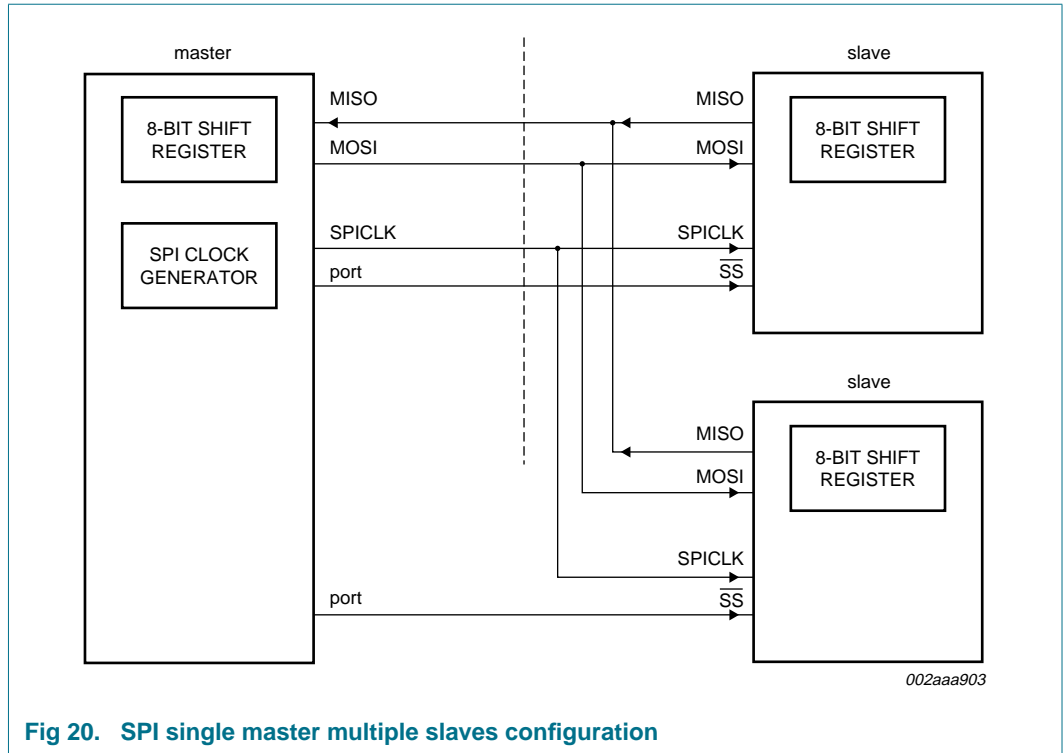 master
slave
8-BIT SHIFT
REGISTER
SPI CLOCK
GENERATOR
MISO
MOSI
SPICLK
port
port
MISO
MOSI
SPICLK
SS
8-BIT SHIFT
REGISTER
slave
MISO
MOSI
SPICLK
SS
8-BIT SHIFT
REGISTER
002aaa903
Fig 20. SPI single master multiple slaves configuration